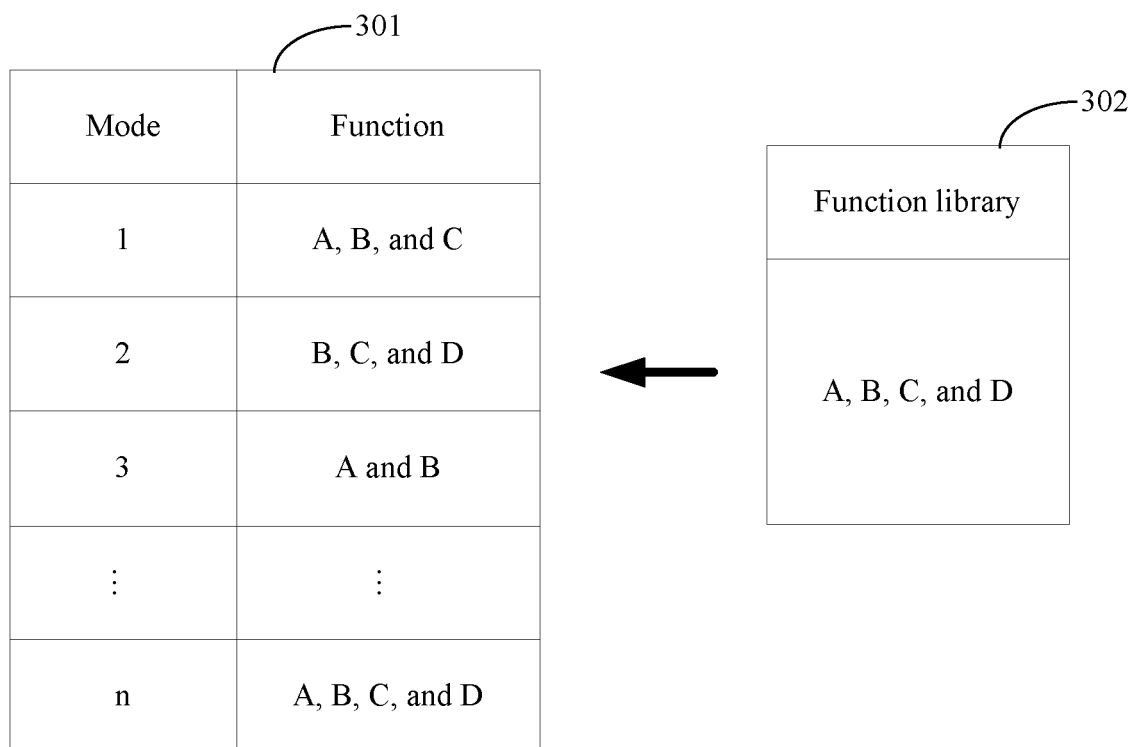 301
Mode Function
1 A, B, and C
2 B, C, and D
3 A and B
⋮ ⋮
n A, B, C, and D
302
Function library
A, B, C, and D